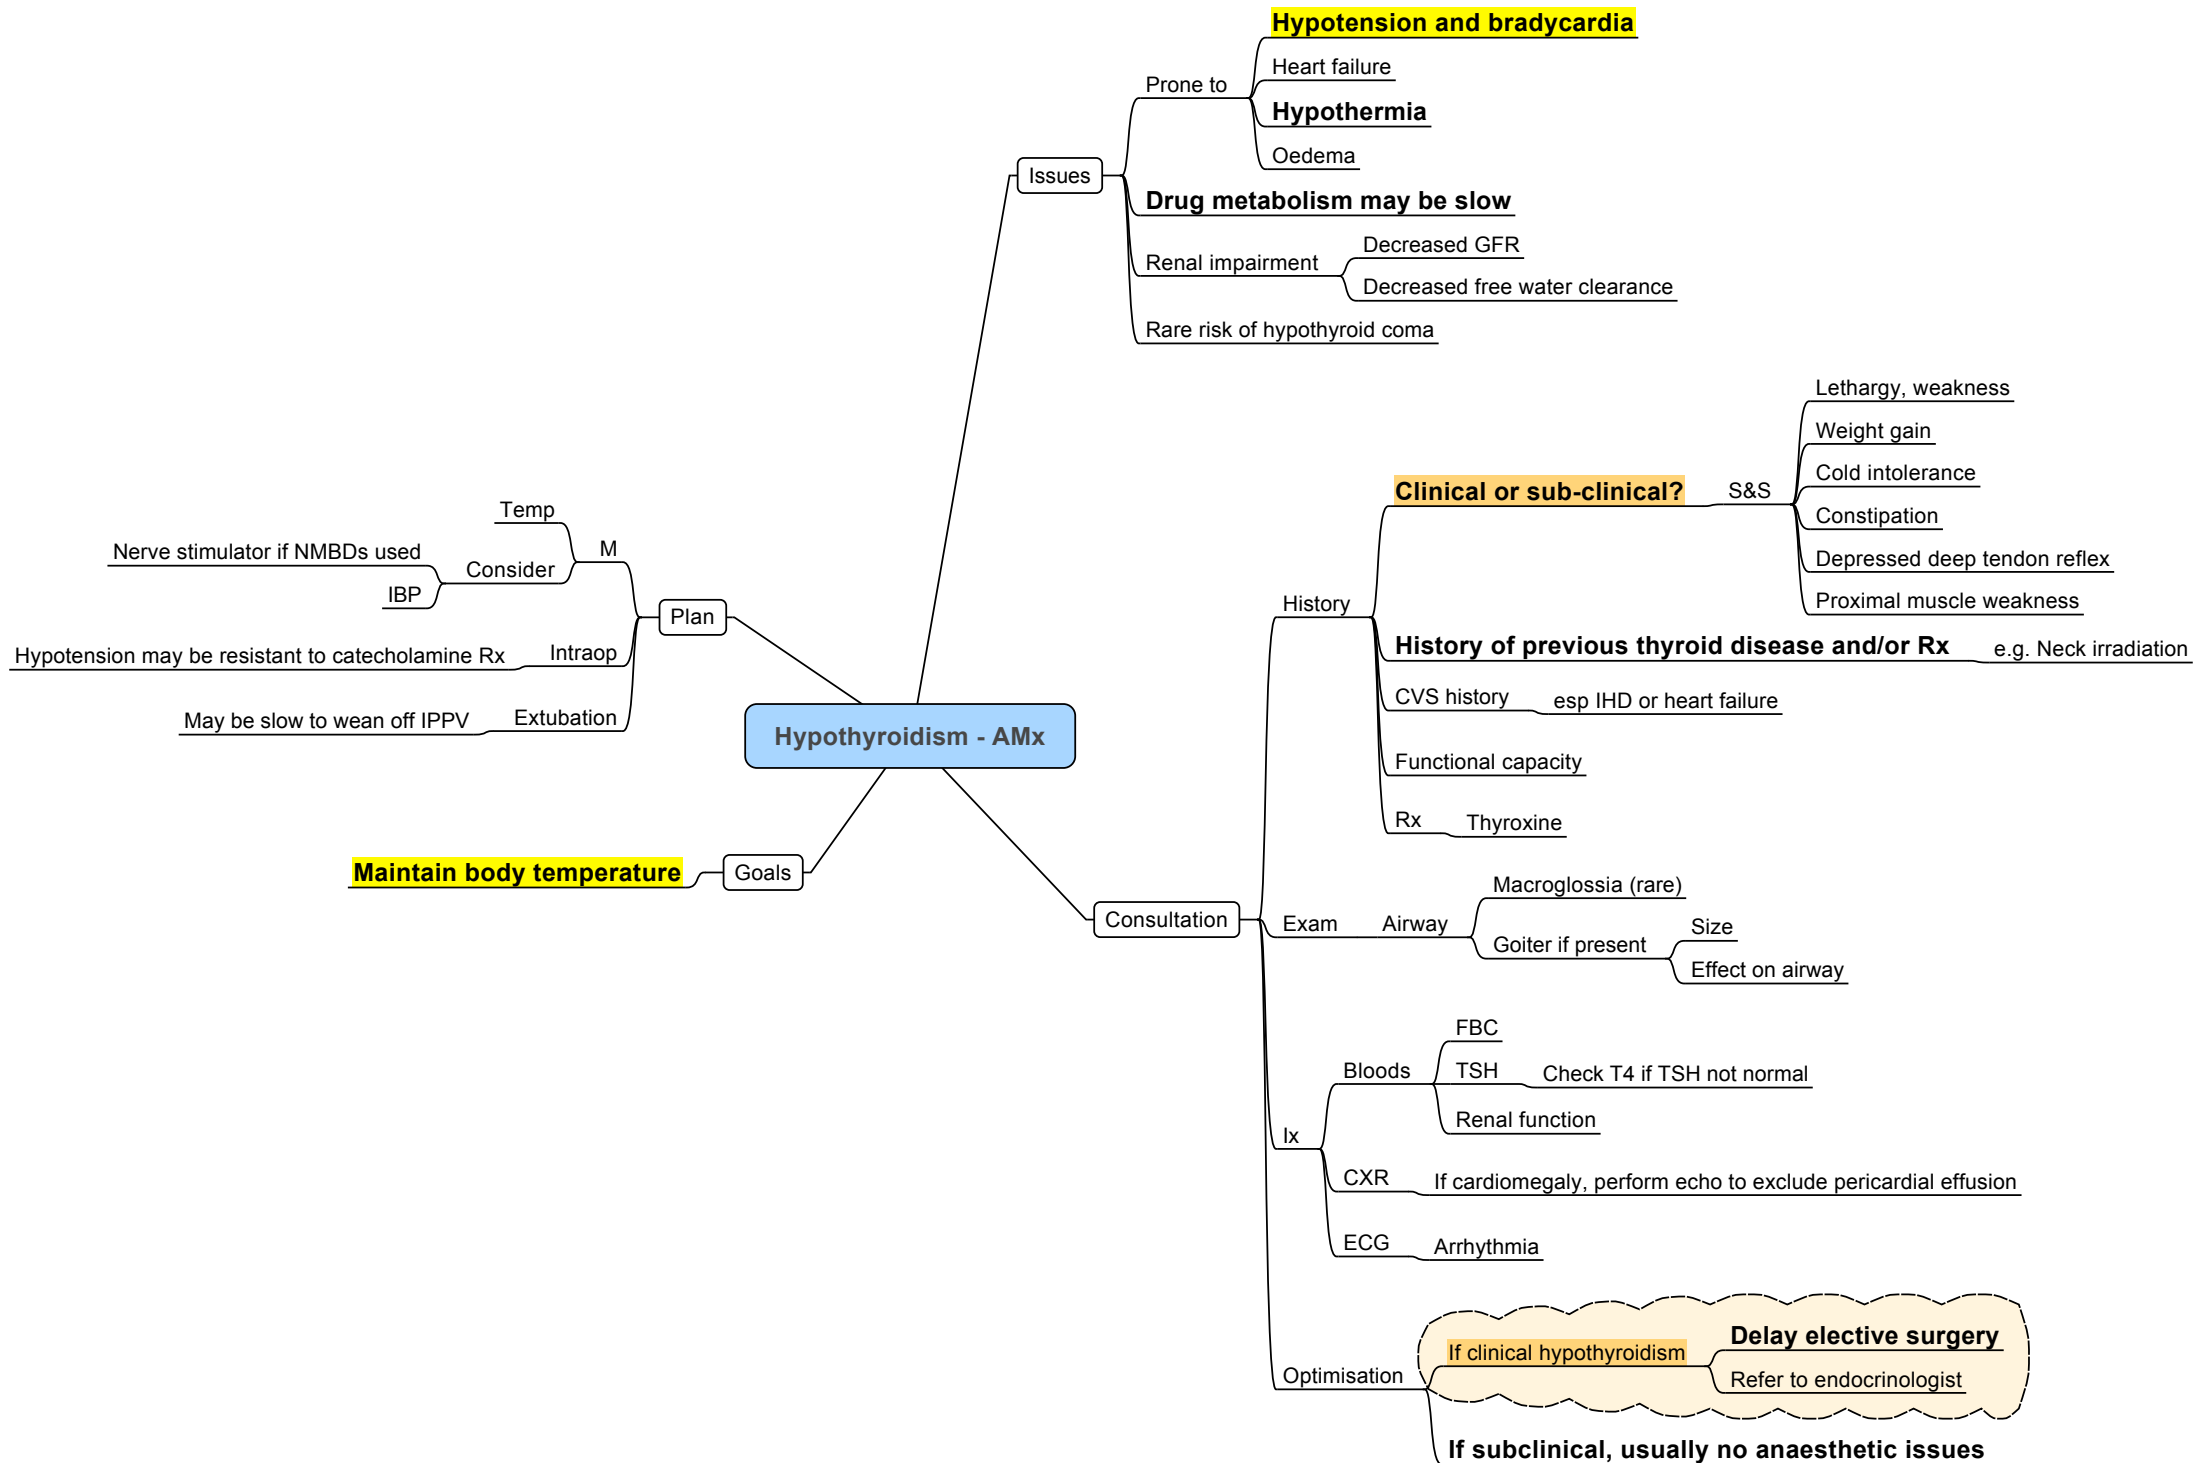 Hypothyroidism - AMx
Issues
Prone to
Hypotension and bradycardia
Heart failure
Hypothermia
Oedema
Drug metabolism may be slow
Renal impairment
Decreased GFR
Decreased free water clearance
Rare risk of hypothyroid coma
Consultation
History
Clinical or sub-clinical?
S&S
Lethargy, weakness
Weight gain
Cold intolerance
Constipation
Depressed deep tendon reflex
Proximal muscle weakness
History of previous thyroid disease and/or Rx
e.g. Neck irradiation
CVS history
esp IHD or heart failure
Functional capacity
Rx
Thyroxine
Exam
Airway
Macroglossia (rare)
Goiter if present
Size
Effect on airway
Ix
Bloods
FBC
TSH
Check T4 if TSH not normal
Renal function
CXR
If cardiomegaly, perform echo to exclude pericardial effusion
ECG
Arrhythmia
Optimisation
If clinical hypothyroidism
Delay elective surgery
Refer to endocrinologist
If subclinical, usually no anaesthetic issues
Goals
Maintain body temperature
Plan
M
Temp
Consider
Nerve stimulator if NMBDs used
IBP
Intraop
Hypotension may be resistant to catecholamine Rx
Extubation
May be slow to wean off IPPV